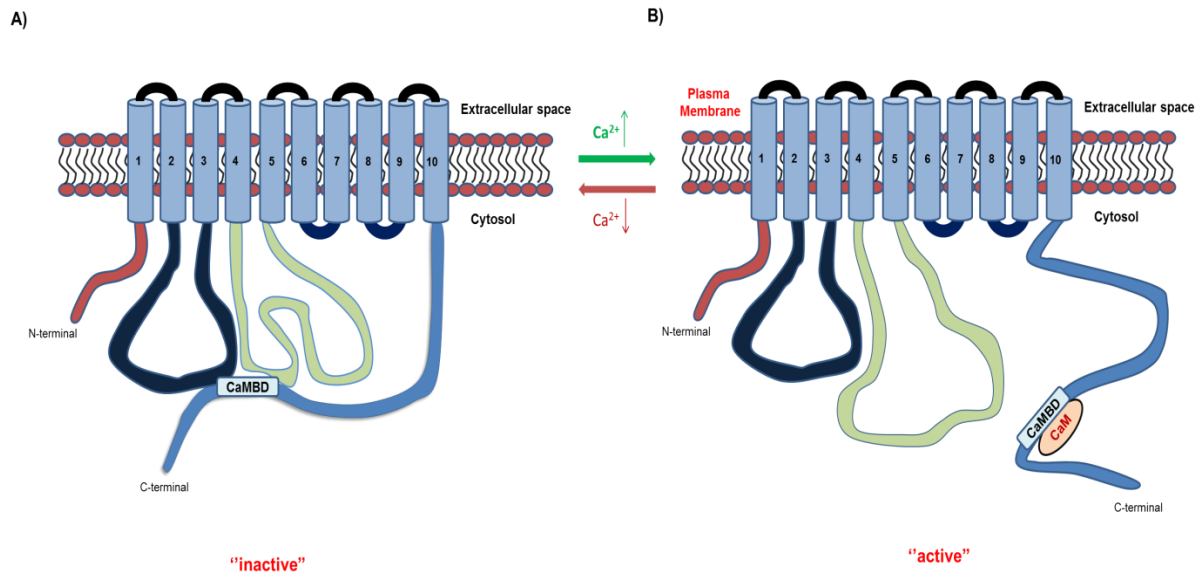 A)
Extracellular space
1 2 3 4 5 6 7 8 9 10
Cytosol
N-terminal
CaMBD
C-terminal
‘‘inactive’’
Ca2+ ↑
Ca2+ ↓
B)
Plasma
Membrane
Extracellular space
1 2 3 4 5 6 7 8 9 10
Cytosol
N-terminal
CaMBD
CaM
C-terminal
‘‘active’’